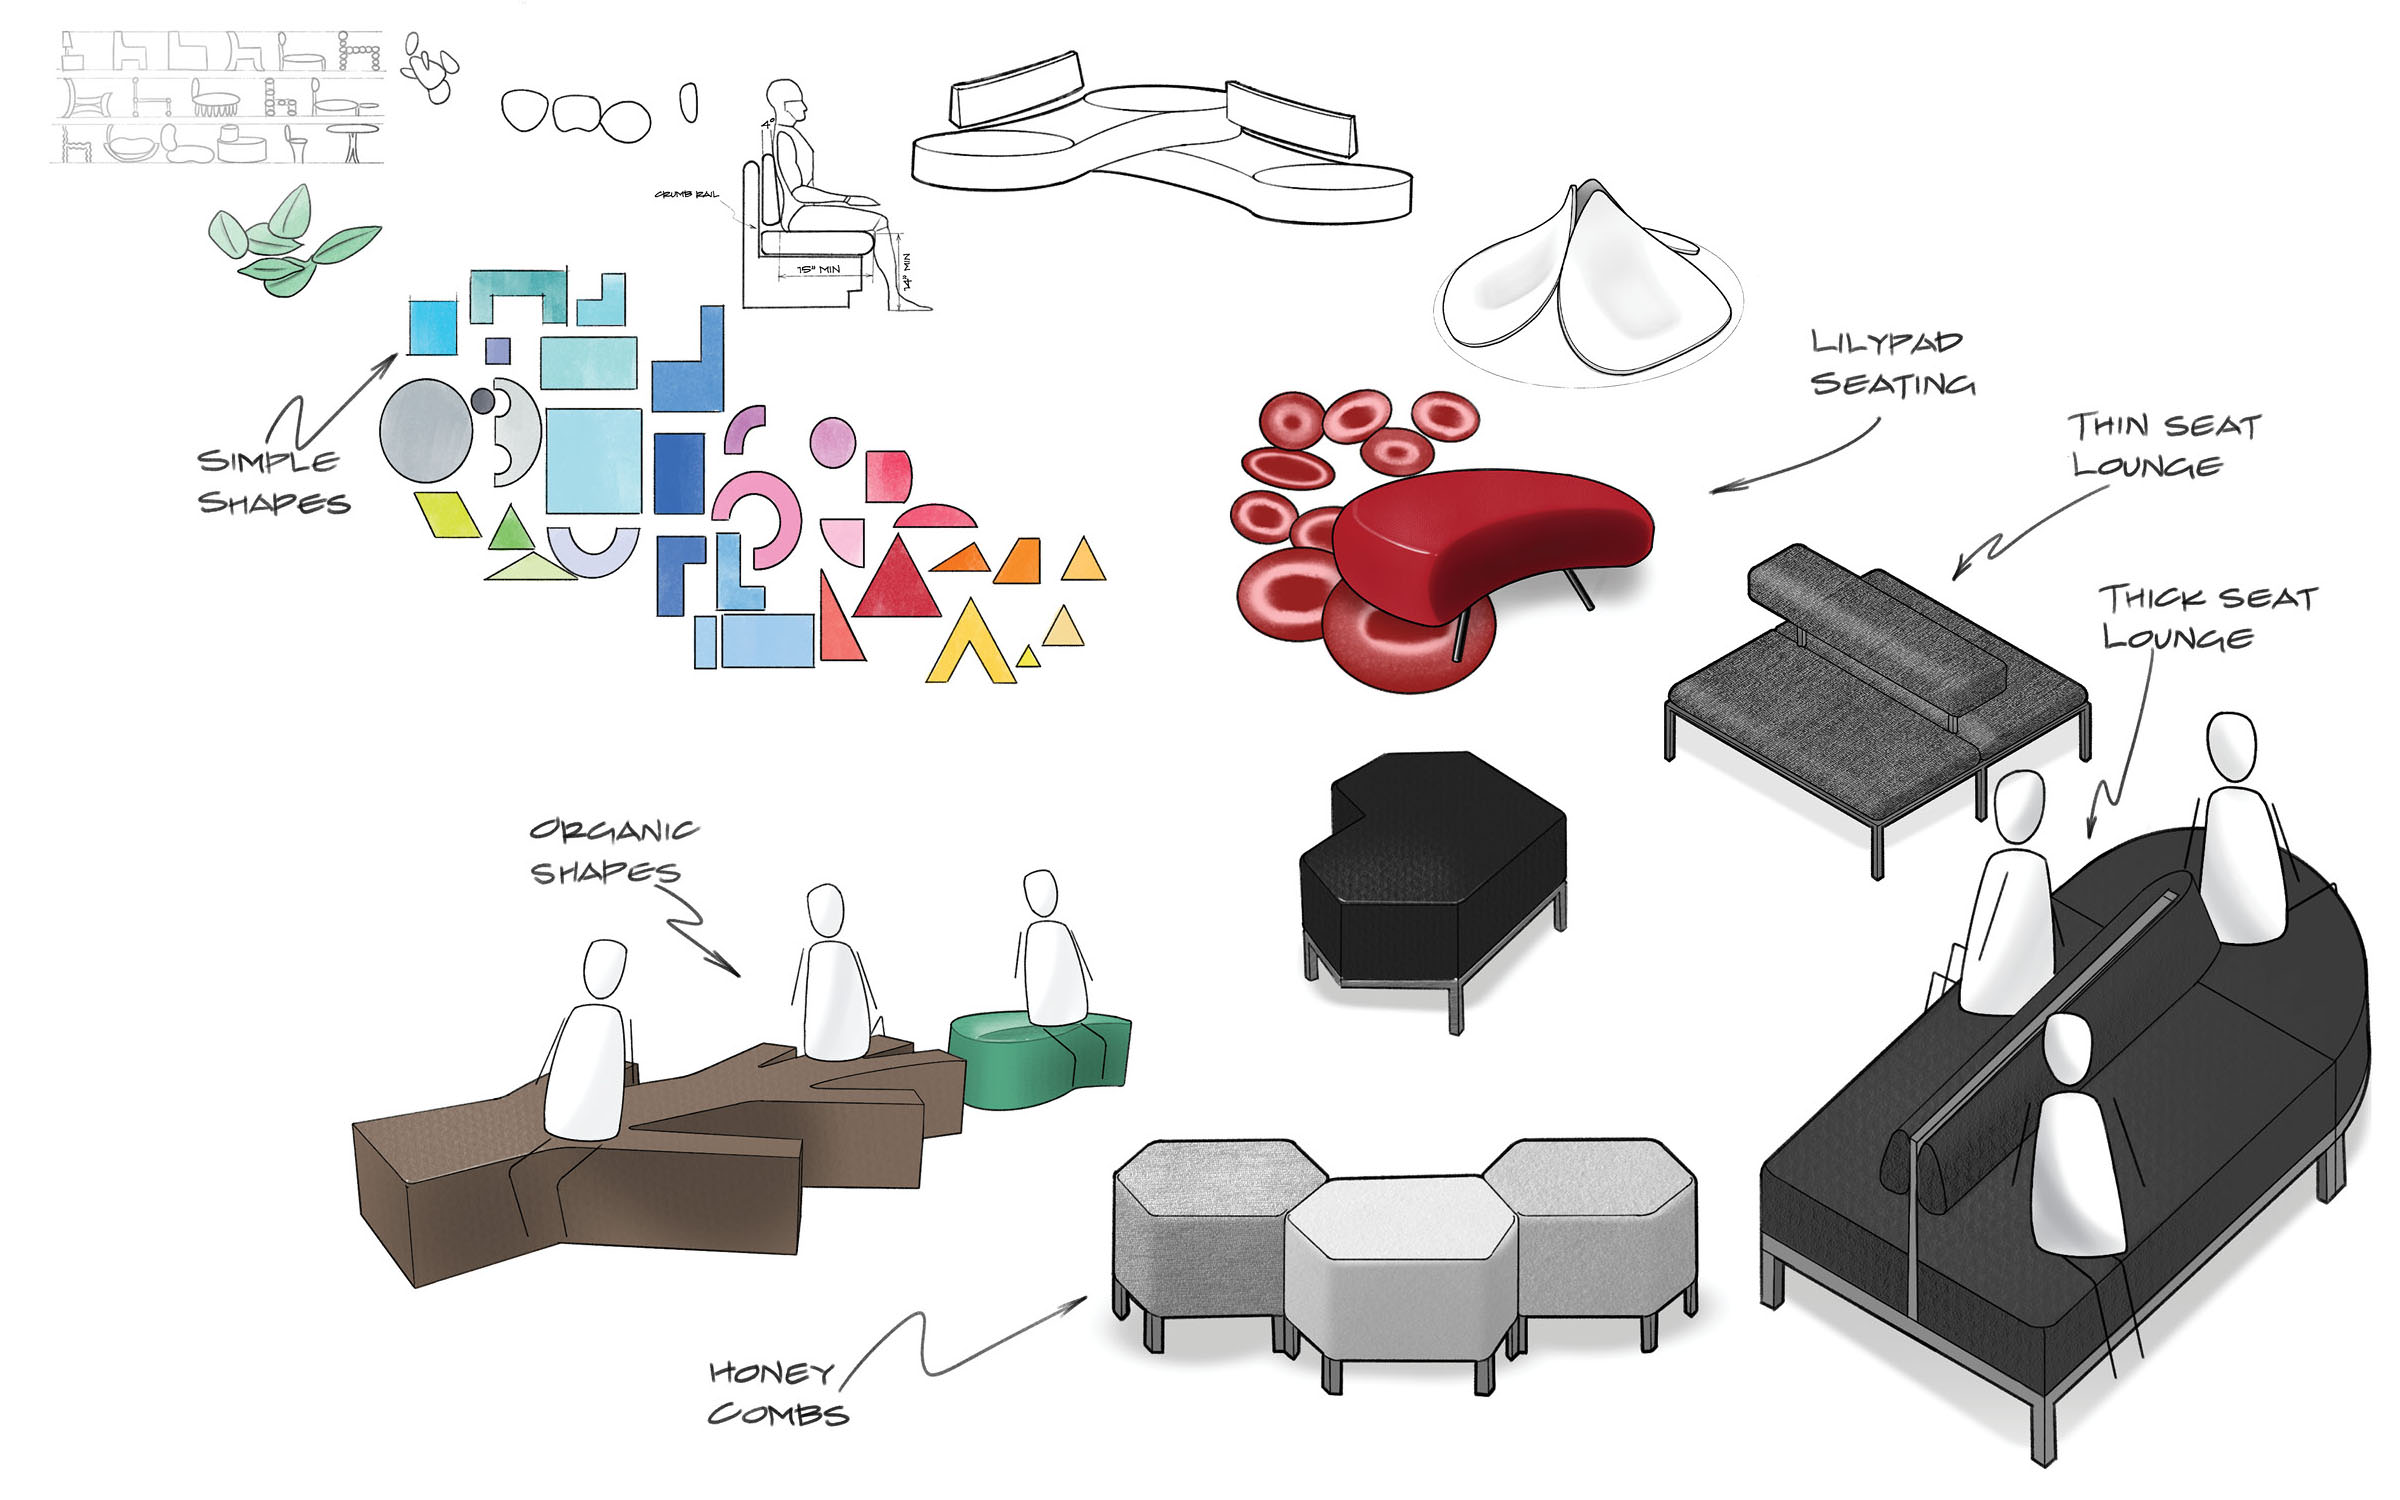 4°
CRUMB RAIL
15" MIN
14" MIN
LILYPAD
SEATING
THIN SEAT
LOUNGE
SIMPLE
SHAPES
THICK SEAT
LOUNGE
ORGANIC
SHAPES
HONEY
COMBS